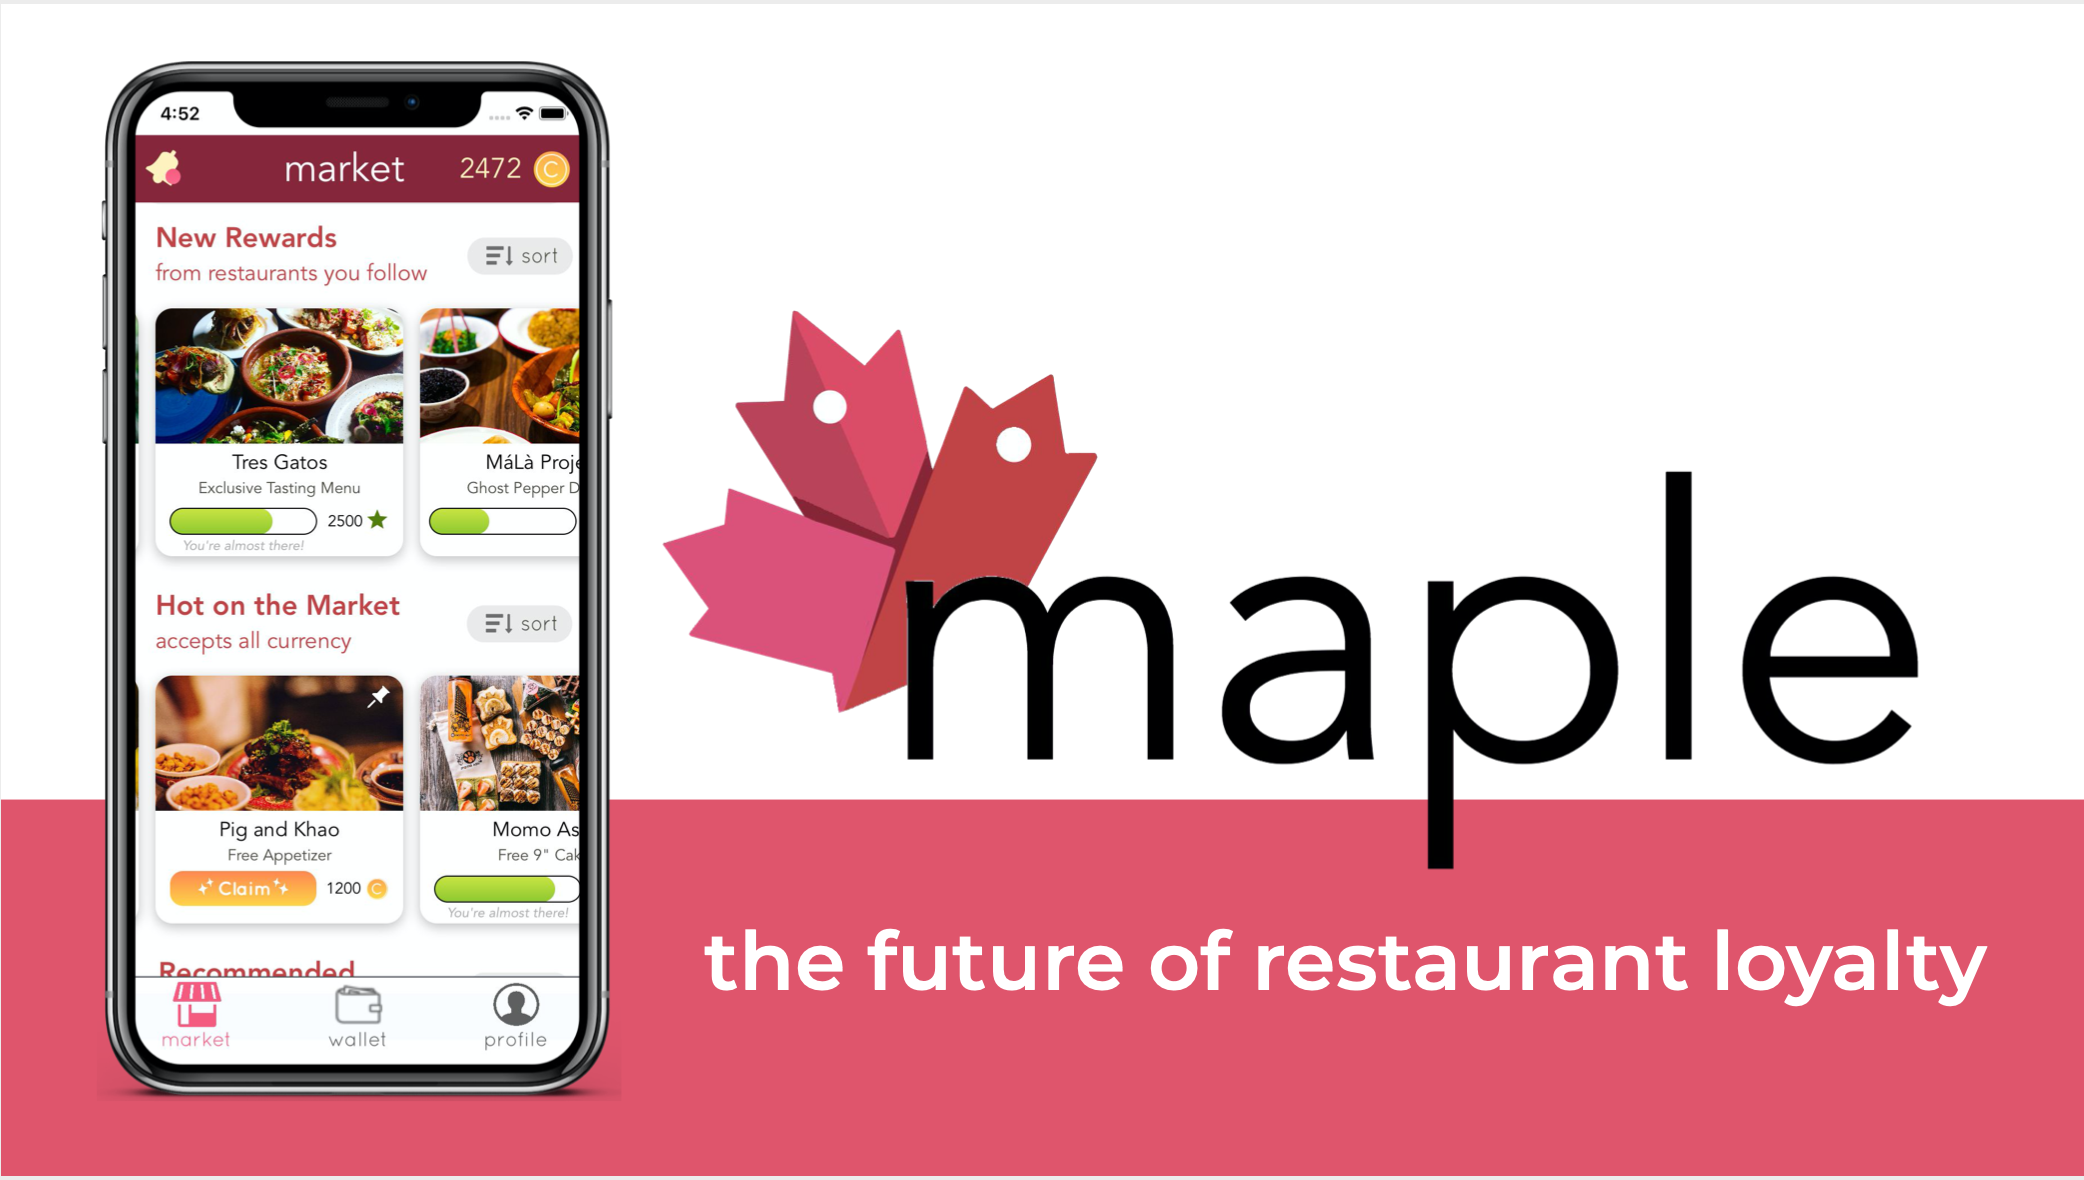 4:52
market
2472 C
New Rewards
sort
from restaurants you follow
Tres Gatos
Exclusive Tasting Menu
2500
You're almost there!
MáLà Proje
Ghost Pepper D
Hot on the Market
sort
accepts all currency
Pig and Khao
Free Appetizer
Claim
1200 C
Momo As
Free 9" Cak
You're almost there!
Recommended
market
wallet
profile
maple
the future of restaurant loyalty